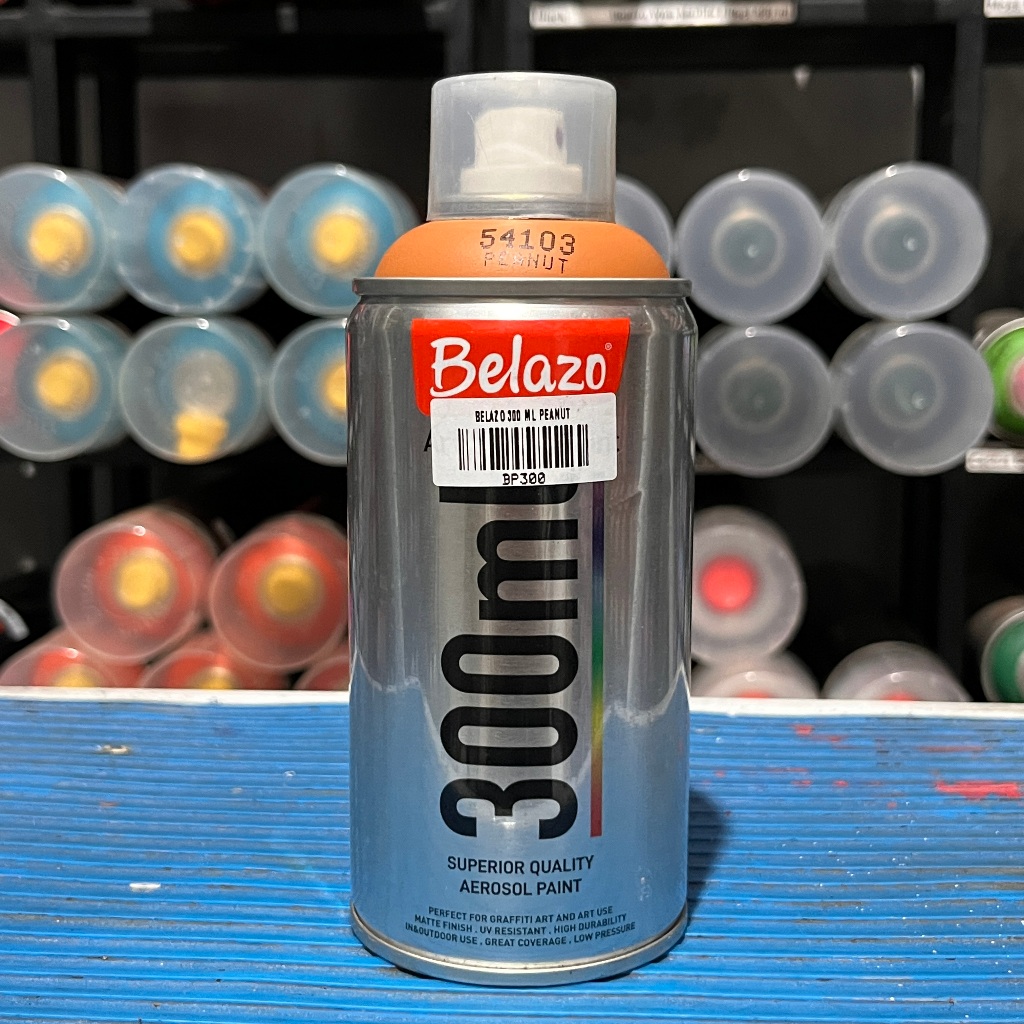 54103
PEANUT
Belazo®
BELAZO 300 ML PEANUT
BP300
300ml
SUPERIOR QUALITY
AEROSOL PAINT
PERFECT FOR GRAFFITI ART AND ART USE
MATTE FINISH . UV RESISTANT . HIGH DURABILITY
IN&OUTDOOR USE , GREAT COVERAGE , LOW PRESSURE